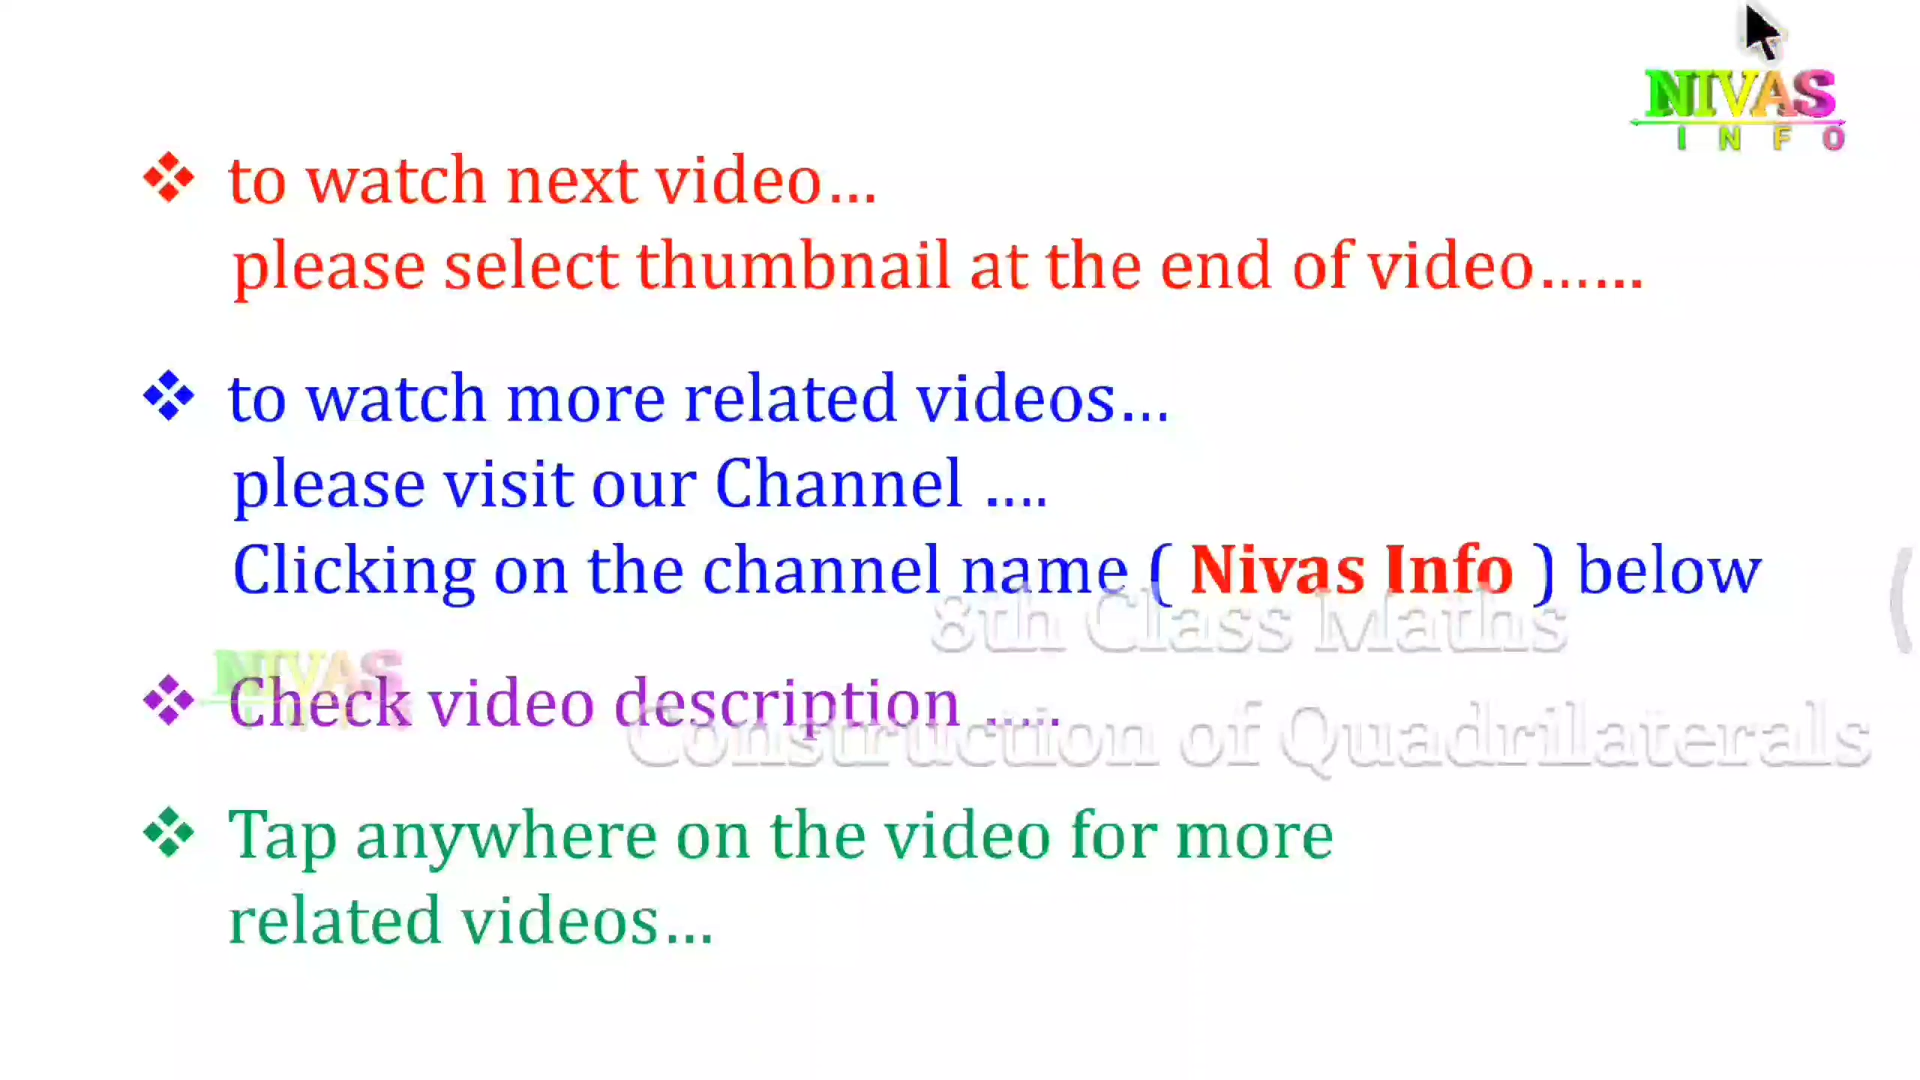 NIVAS
INFO
❖ to watch next video...
please select thumbnail at the end of video......
❖ to watch more related videos...
please visit our Channel ....
Clicking on the channel name ( Nivas Info ) below
8th Class Maths
(
NIVAS
❖ Check video description .....
Construction of Quadrilaterals
❖ Tap anywhere on the video for more
related videos...